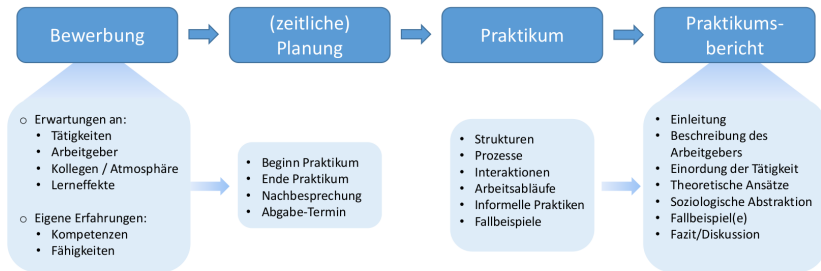 Bewerbung
(zeitliche)
Planung
Praktikum
Praktikums-
bericht
o Erwartungen an:
• Tätigkeiten
• Arbeitgeber
• Kollegen / Atmosphäre
• Lerneffekte
o Eigene Erfahrungen:
• Kompetenzen
• Fähigkeiten
• Beginn Praktikum
• Ende Praktikum
• Nachbesprechung
• Abgabe-Termin
• Strukturen
• Prozesse
• Interaktionen
• Arbeitsabläufe
• Informelle Praktiken
• Fallbeispiele
• Einleitung
• Beschreibung des
Arbeitgebers
• Einordung der Tätigkeit
• Theoretische Ansätze
• Soziologische Abstraktion
• Fallbeispiel(e)
• Fazit/Diskussion